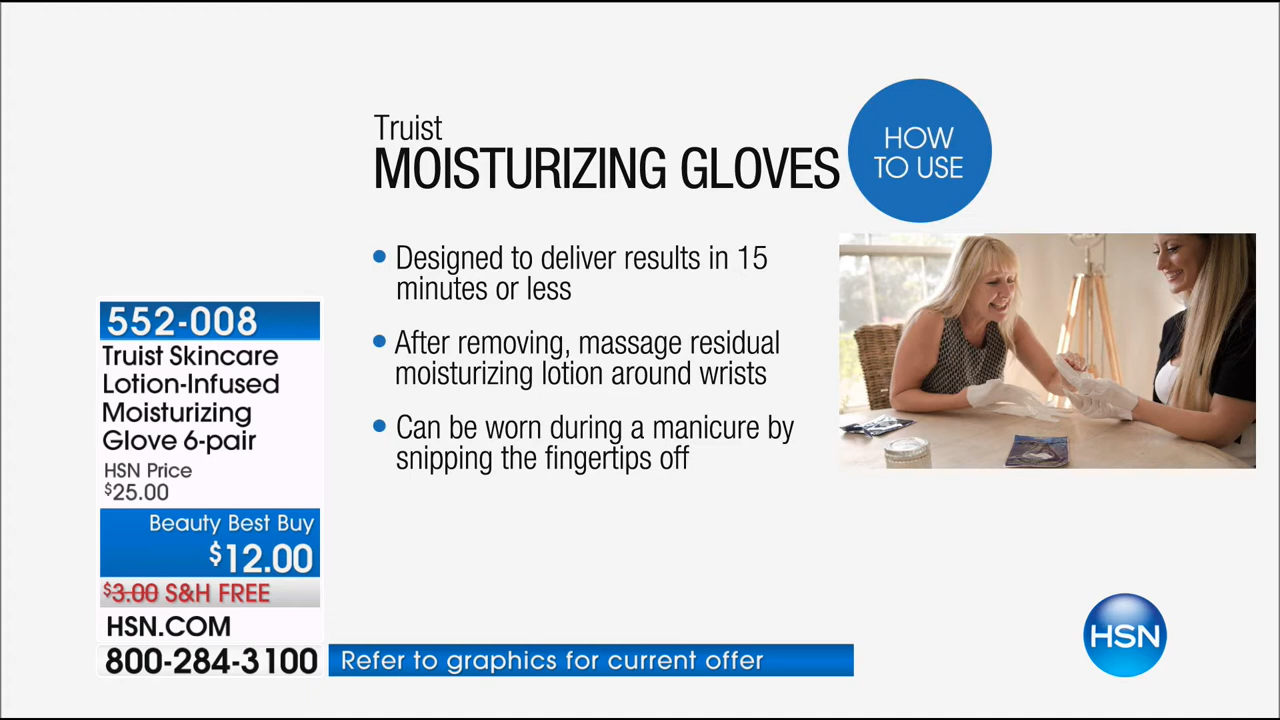 Truist
MOISTURIZING GLOVES
HOW
TO USE
• Designed to deliver results in 15
minutes or less
• After removing, massage residual
moisturizing lotion around wrists
• Can be worn during a manicure by
snipping the fingertips off
552-008
Truist Skincare
Lotion-Infused
Moisturizing
Glove 6-pair
HSN Price
$25.00
Beauty Best Buy
$12.00
$3.00 S&H FREE
HSN.COM
800-284-3100
Refer to graphics for current offer
HSN